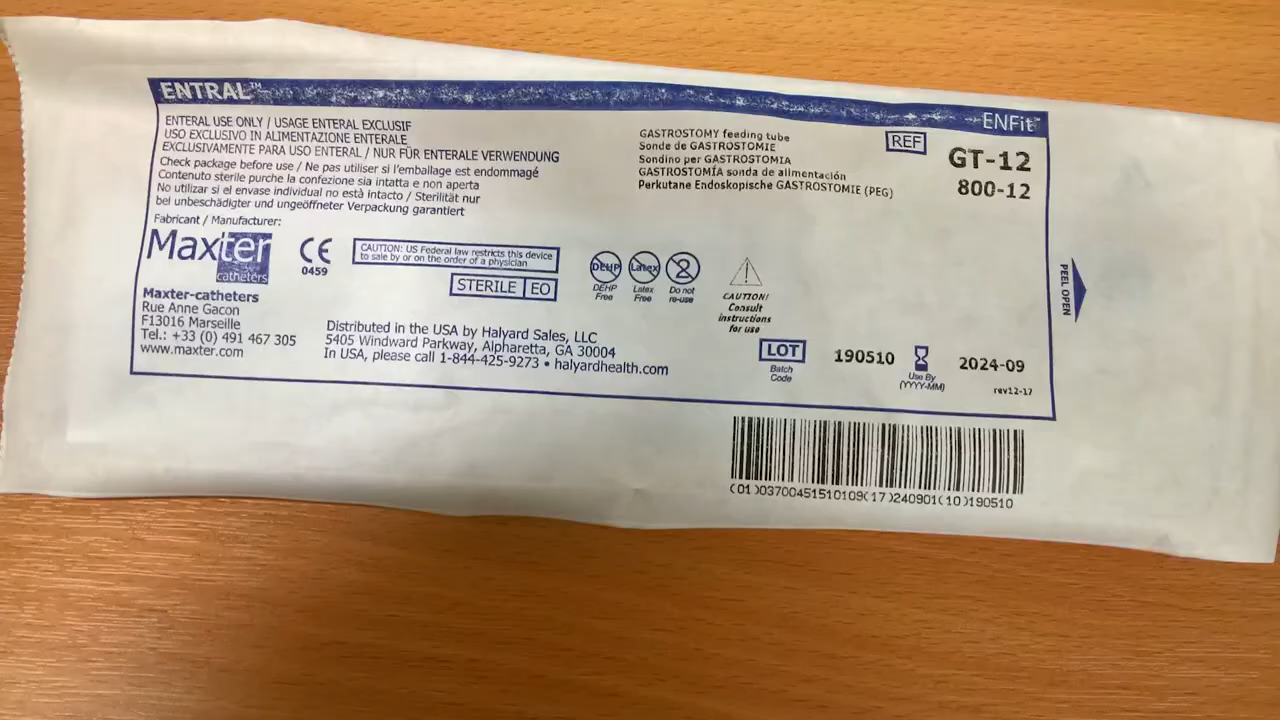 ENTRAL™
ENFit™
ENTERAL USE ONLY / USAGE ENTERAL EXCLUSIF
USO EXCLUSIVO IN ALIMENTAZIONE ENTERALE
EXCLUSIVAMENTE PARA USO ENTERAL / NUR FÜR ENTERALE VERWENDUNG
Check package before use / Ne pas utiliser si l'emballage est endommagé
Contenuto sterile purche la confezione sia intatta e non aperta
No utilizar si el envase individual no està intacto / Sterilität nur
bei unbeschädigter und ungeöffneter Verpackung garantiert
GASTROSTOMY feeding tube
Sonde de GASTROSTOMIE
Sondino per GASTROSTOMIA
GASTROSTOMÍA sonda de alimentación
Perkutane Endoskopische GASTROSTOMIE (PEG)
REF
GT-12
800-12
Fabricant / Manufacturer:
Maxter
catheters
CE
0459
CAUTION: US Federal law restricts this device
to sale by or on the order of a physician
STERILE EO
DEHP
DEHP
Free
Latex
Latex
Free
2
Do not
re-use
CAUTION!
Consult
instructions
for use
PEEL OPEN
Maxter-catheters
Rue Anne Gacon
F13016 Marseille
Tel.: +33 (0) 491 467 305
www.maxter.com
Distributed in the USA by Halyard Sales, LLC
5405 Windward Parkway, Alpharetta, GA 30004
In USA, please call 1-844-425-9273 • halyardhealth.com
LOT
Batch
Code
190510
Use By
(YYYY-MM)
2024-09
rev12-17
(01)03700451510109(17)240901(10)190510